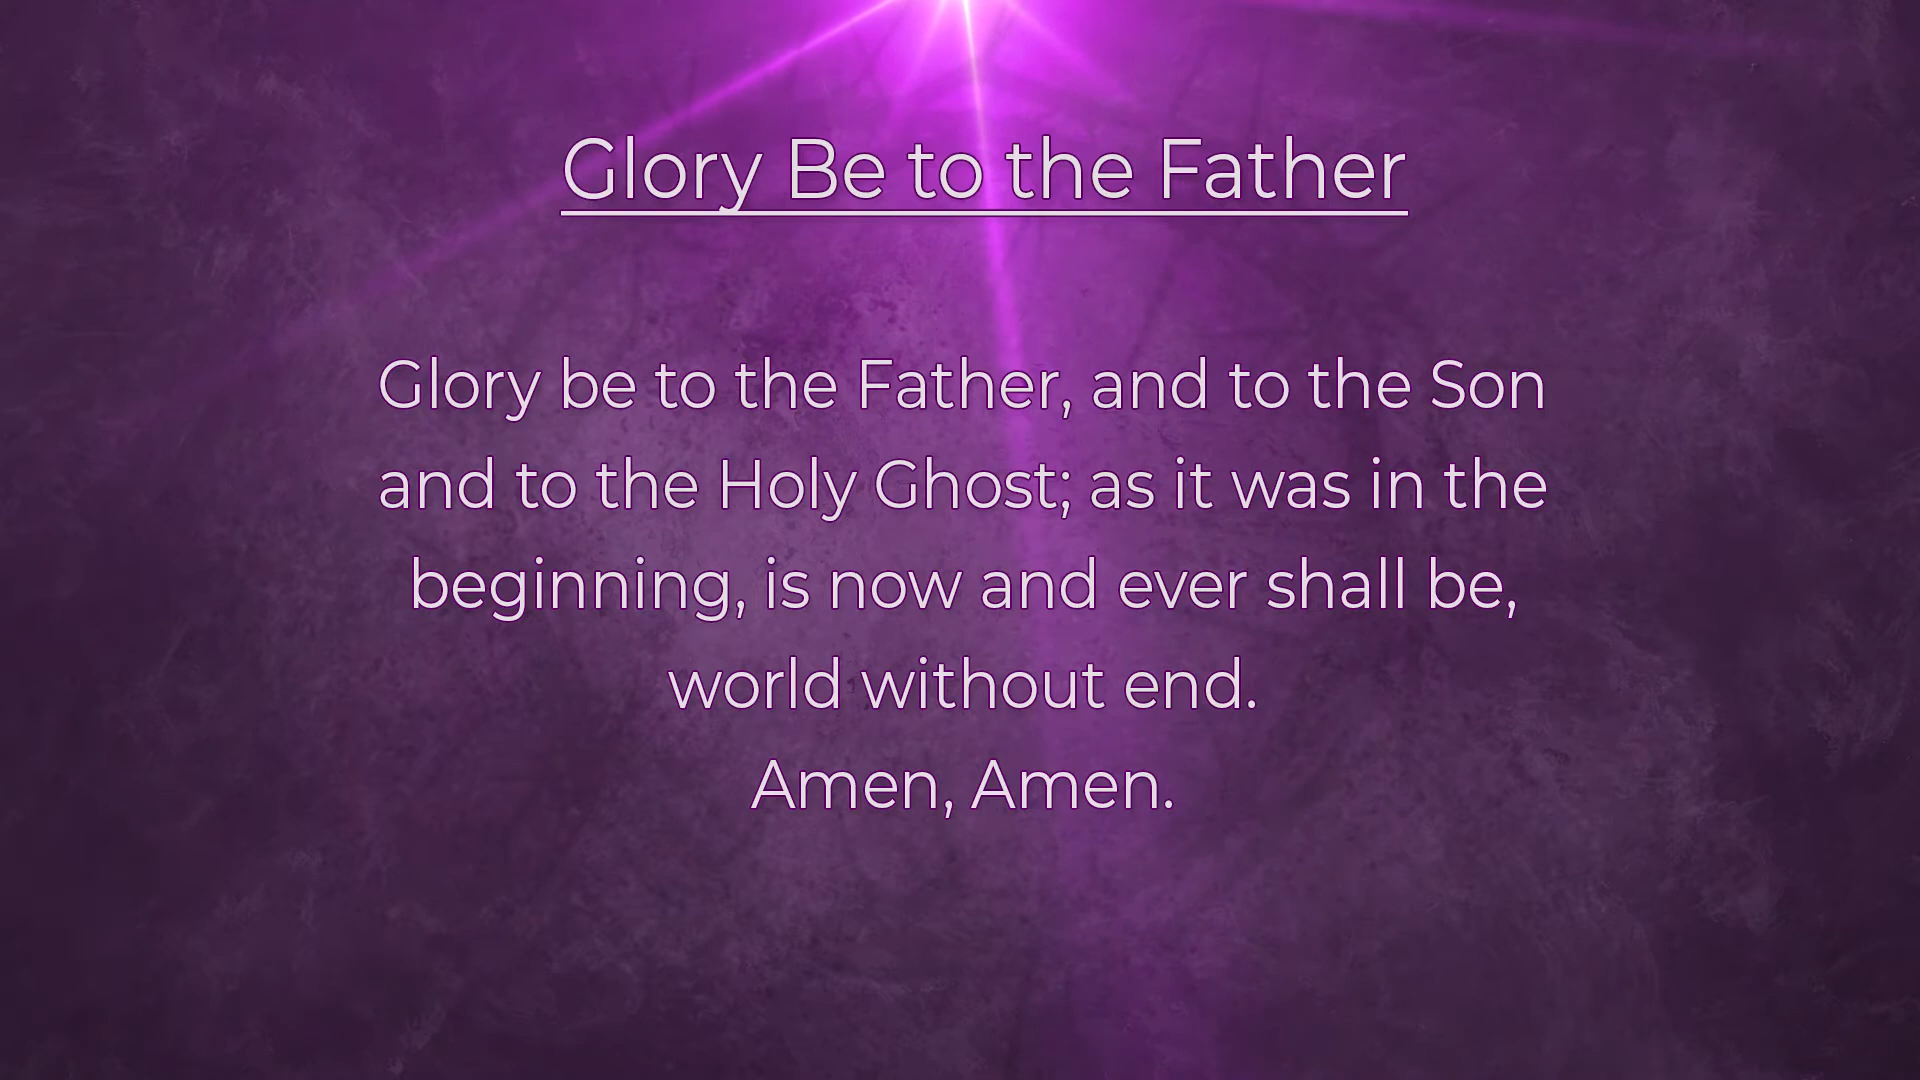 Glory Be to the Father
Glory be to the Father, and to the Son
and to the Holy Ghost; as it was in the
beginning, is now and ever shall be,
world without end.
Amen, Amen.